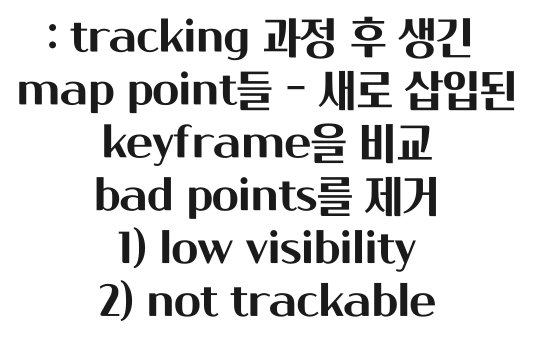 : tracking 과정 후 생긴
map point들 - 새로 삽입된
keyframe을 비교
bad points를 제거
1) low visibility
2) not trackable